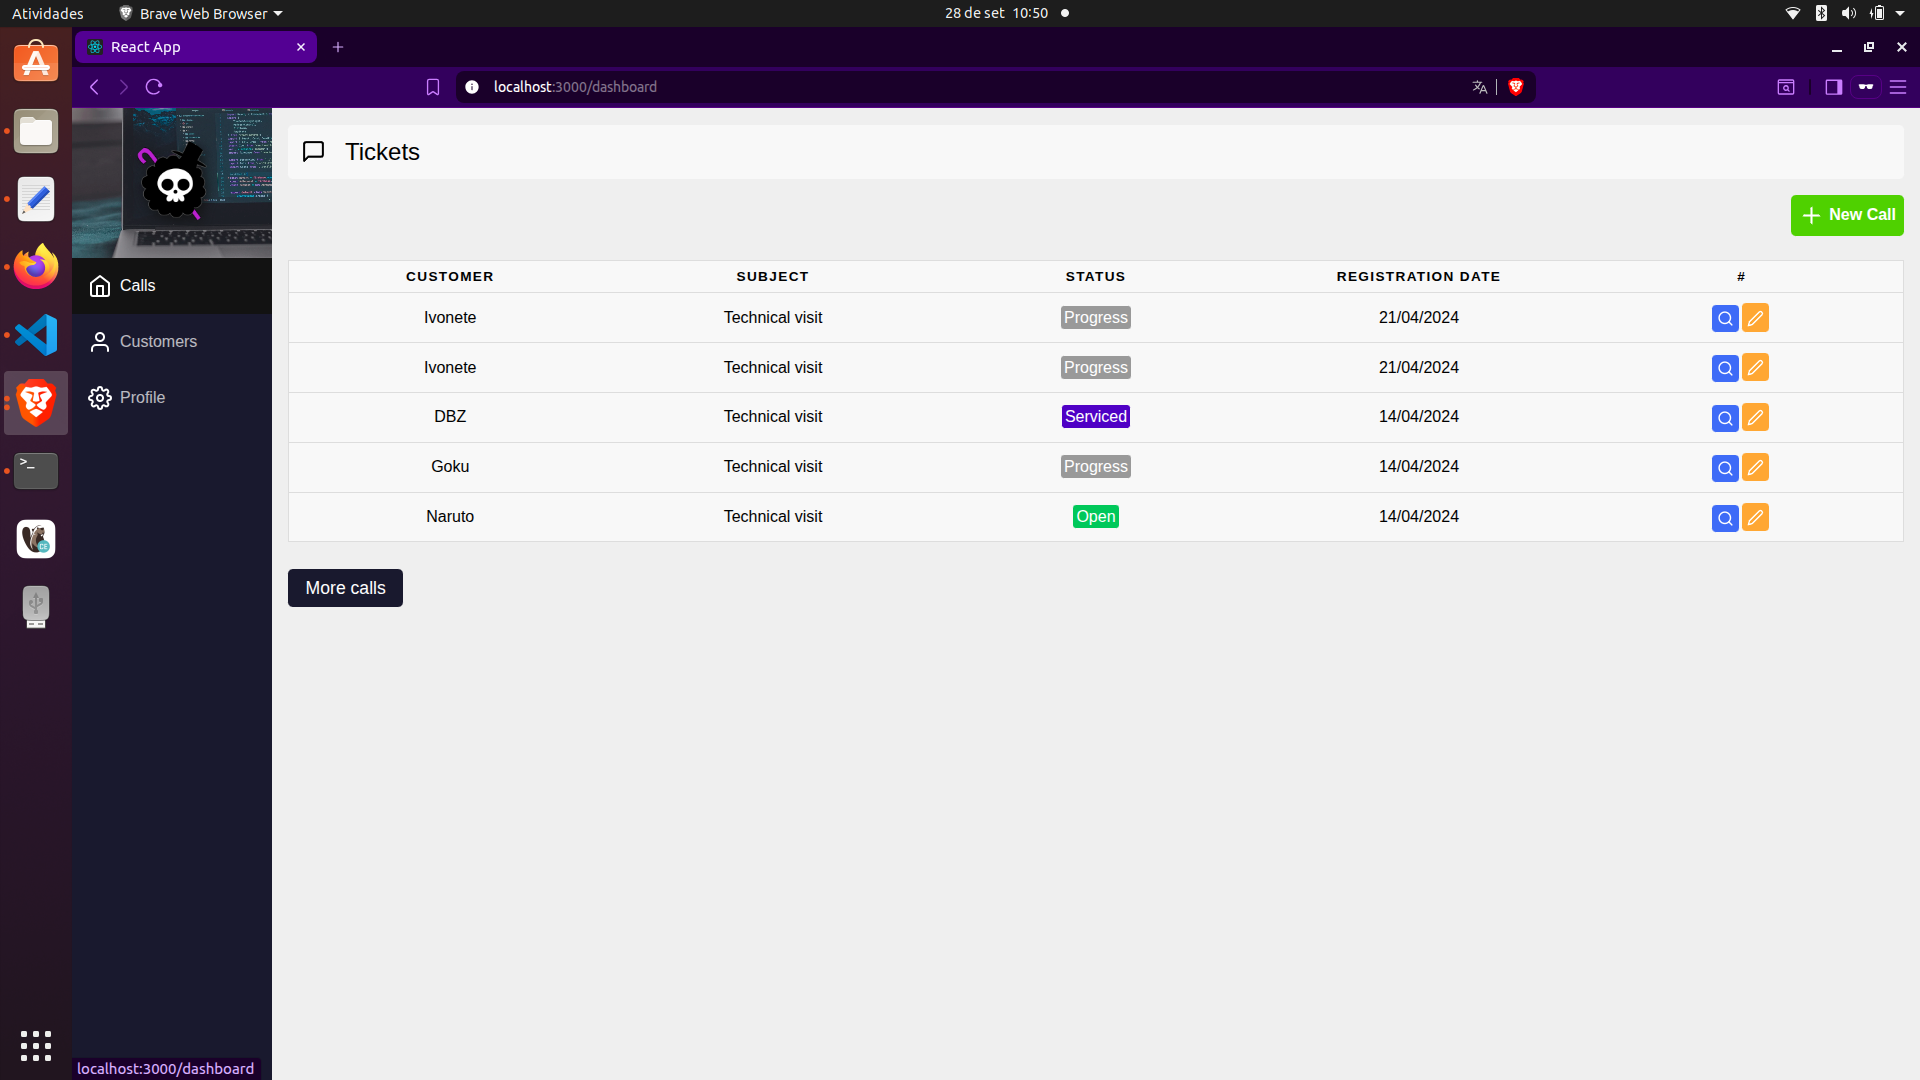 Atividades Brave Web Browser 28 de set 10:50
React App
localhost:3000/dashboard
Tickets
New Call
Calls
Customers
Profile
CUSTOMER SUBJECT STATUS REGISTRATION DATE #
Ivonete Technical visit Progress 21/04/2024
Ivonete Technical visit Progress 21/04/2024
DBZ Technical visit Serviced 14/04/2024
Goku Technical visit Progress 14/04/2024
Naruto Technical visit Open 14/04/2024
More calls
localhost:3000/dashboard